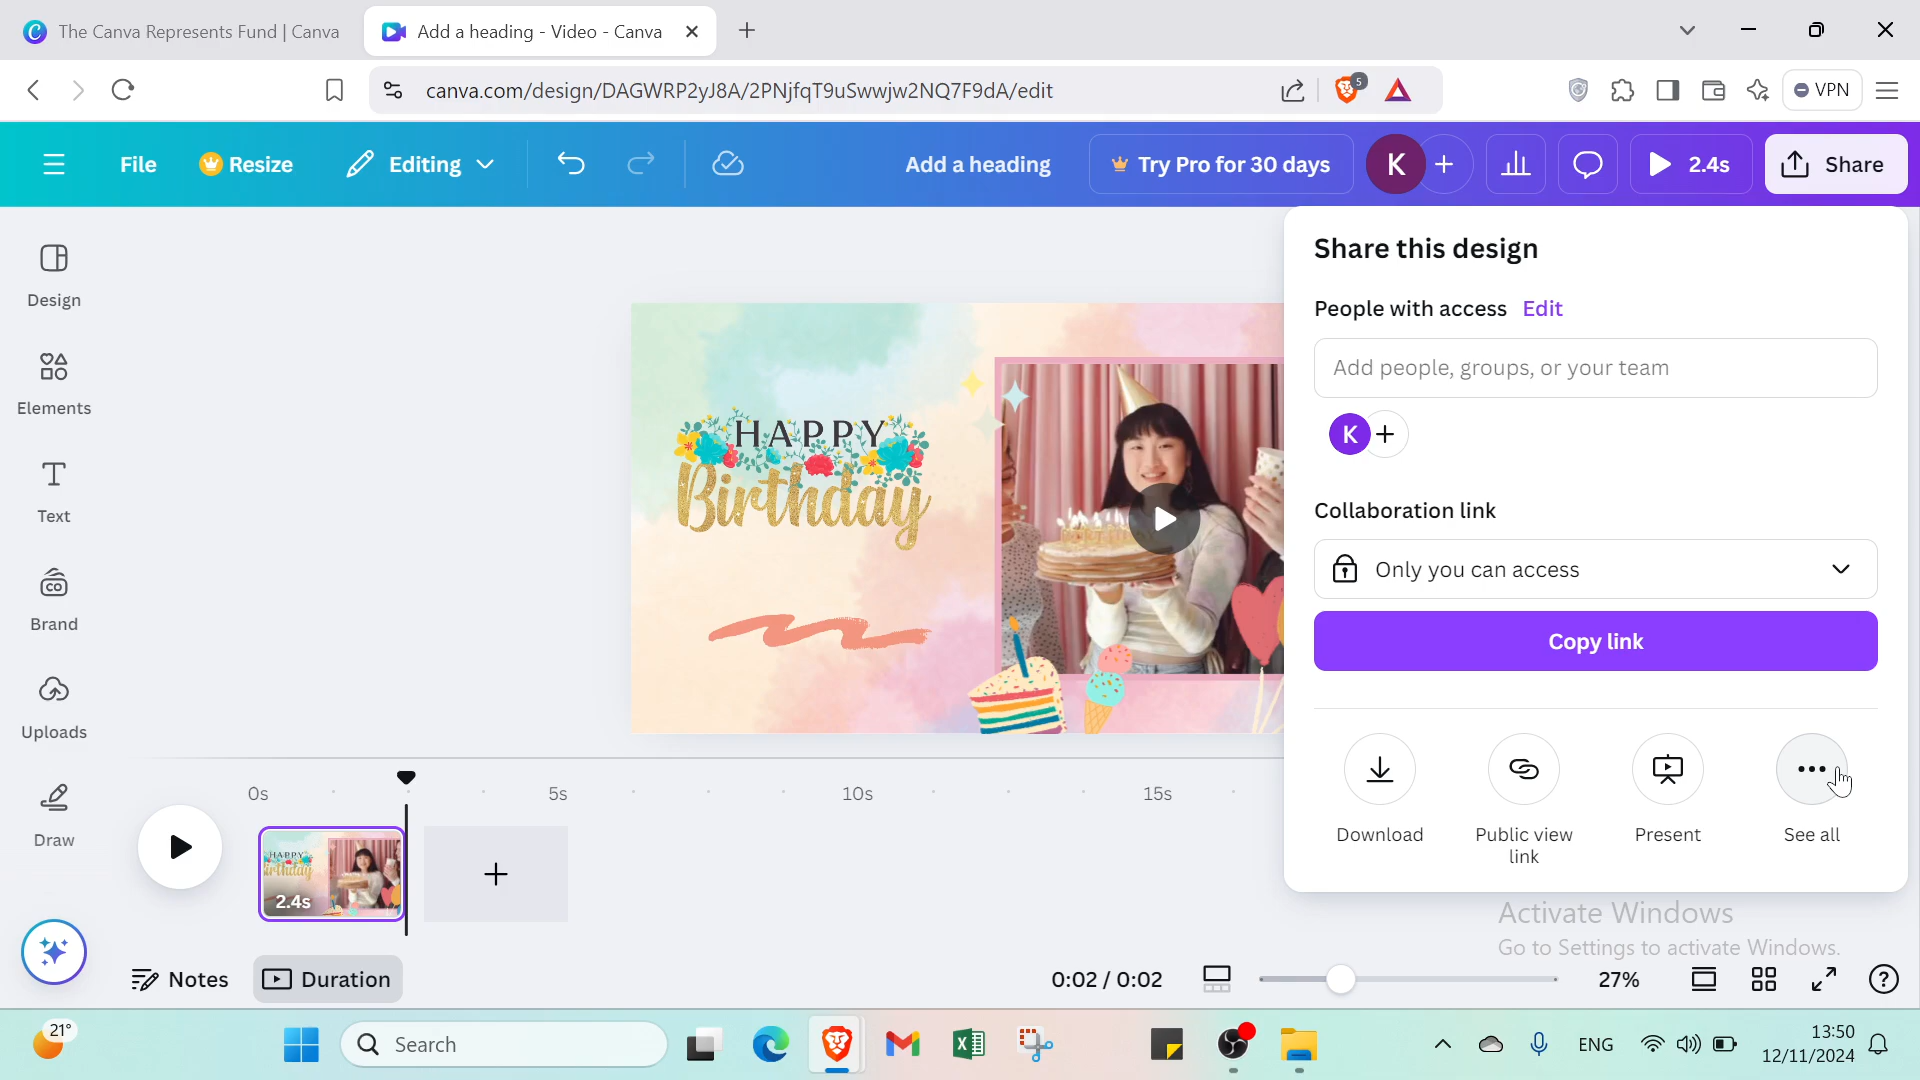 The Canva Represents Fund | Canva
Add a heading - Video - Canva
canva.com/design/DAGWRP2yJ8A/2PNjfqT9uSwwjw2NQ7F9dA/edit
5
VPN
File
Resize
Editing
Add a heading
Try Pro for 30 days
K
2.4s
Share
Design
Elements
Text
Brand
Uploads
Draw
HAPPY
Birthday
Share this design
People with access Edit
Add people, groups, or your team
K
Collaboration link
Only you can access
Copy link
Download
Public view
link
Present
See all
0s
5s
10s
15s
HAPPY
2.4s
Activate Windows
Go to Settings to activate Windows.
Notes
Duration
0:02 / 0:02
27%
21°
Search
ENG
13:50
12/11/2024